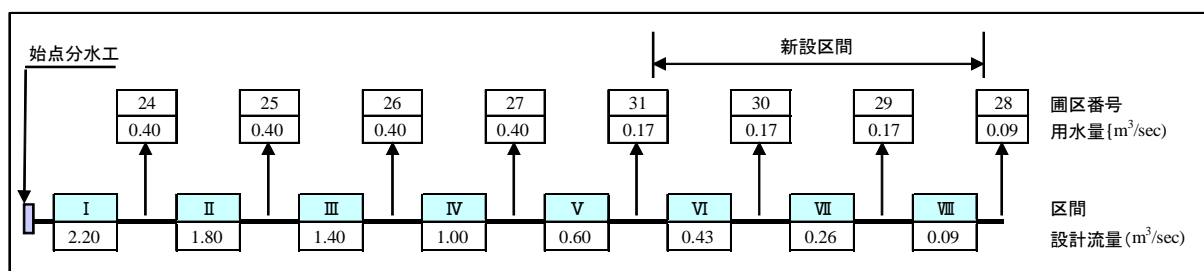 始点分水工
新設区間
24 25 26 27 31 30 29 28 圃区番号
0.40 0.40 0.40 0.40 0.17 0.17 0.17 0.09 用水量{m³/sec)
Ⅰ Ⅱ Ⅲ Ⅳ Ⅴ Ⅵ Ⅶ Ⅷ 区間
2.20 1.80 1.40 1.00 0.60 0.43 0.26 0.09 設計流量(m³/sec)